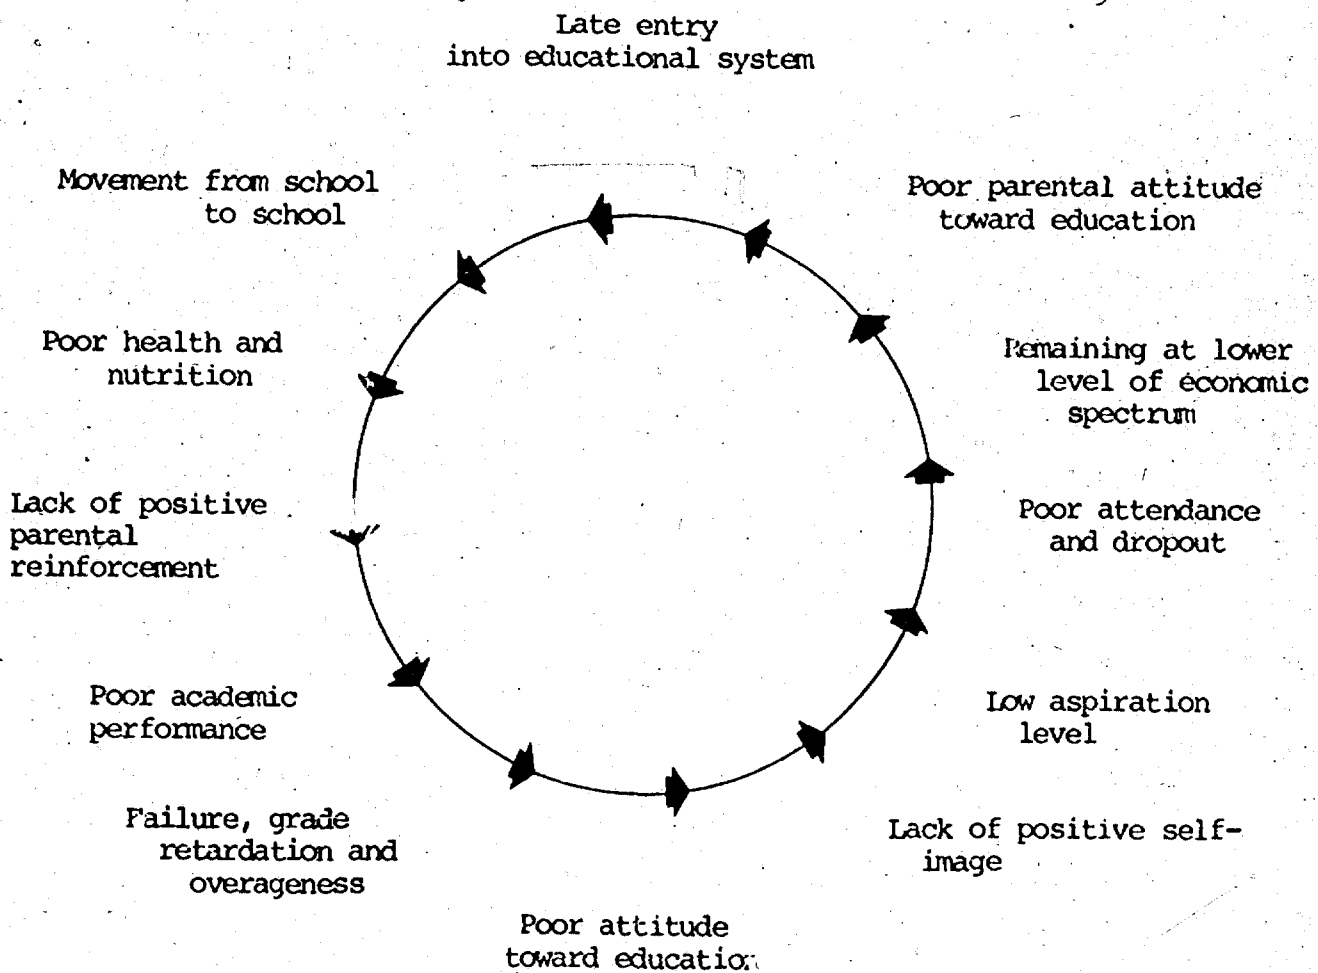 Late entry
into educational system
Movement from school
to school
Poor parental attitude
toward education
Poor health and
nutrition
Remaining at lower
level of economic
spectrum
Lack of positive
parental
reinforcement
Poor attendance
and dropout
Poor academic
performance
Low aspiration
level
Failure, grade
retardation and
overageness
Lack of positive self-
image
Poor attitude
toward education